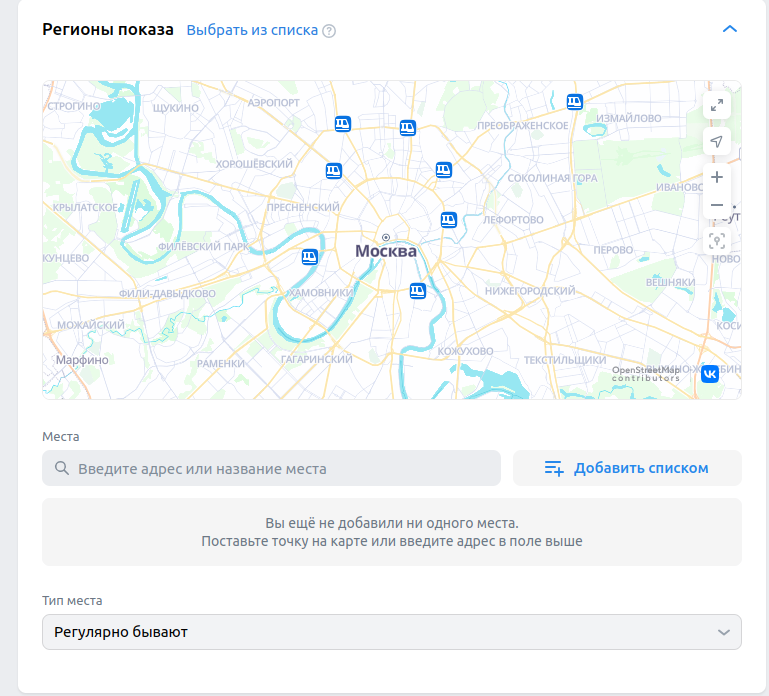 Регионы показа Выбрать из списка ?
СТРОГИНО
ЩУКИНО
АЭРОПОРТ
ПРЕОБРАЖЕНСКОЕ
ИЗМАЙЛОВО
ХОРОШЁВСКИЙ
СОКОЛИНАЯ ГОРА
ИВАНОВС
КРЫЛАТСКОЕ
ПРЕСНЕНСКИЙ
ЛЕФОРТОВО
ФИЛЁВСКИЙ ПАРК
Москва
ПЕРОВО
КУНЦЕВО
НОВО
ФИЛИ-ДАВЫДКОВО
ХАМОВНИКИ
НИЖЕГОРОДСКИЙ
ВЕШНЯКИ
МОЖАЙСКИЙ
КОСИ
Марфино
РАМЕНКИ
ГАГАРИНСКИЙ
КОЖУХОВО
ТЕКСТИЛЬЩИКИ
OpenStreetMap
contributors
Места
Введите адрес или название места
Добавить списком
Вы ещё не добавили ни одного места.
Поставьте точку на карте или введите адрес в поле выше
Тип места
Регулярно бывают